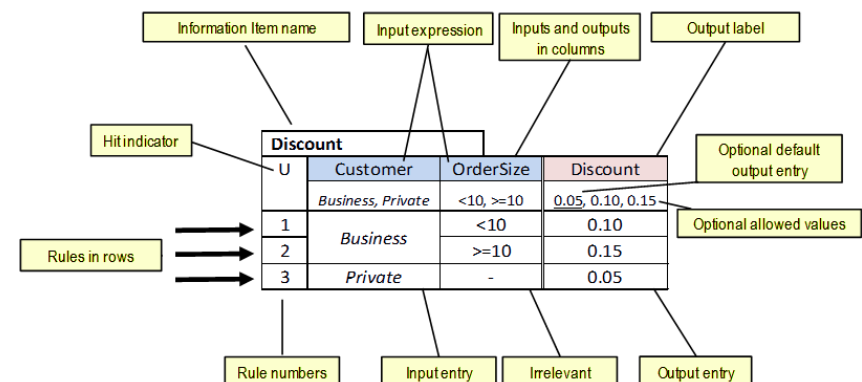 Information Item name
Input expression
Inputs and outputs
in columns
Output label
Hit indicator
Discount
U Customer OrderSize Discount
Business, Private <10, >=10 0.05, 0.10, 0.15
Optional default
output entry
Optional allowed values
Rules in rows
1 Business <10 0.10
2 >=10 0.15
3 Private - 0.05
Rule numbers
Input entry
Irrelevant
Output entry